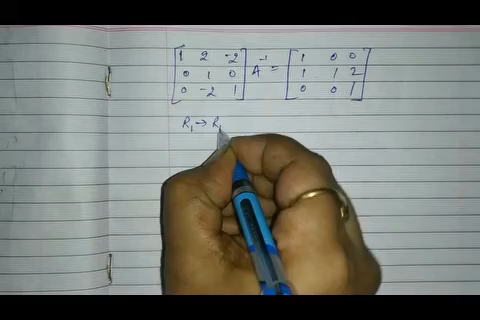 [1 2 -2] -1 [1 0 0]
[0 1 0] A = [1 1 2]
[0 -2 1] [0 0 1]
R₁ → R₁